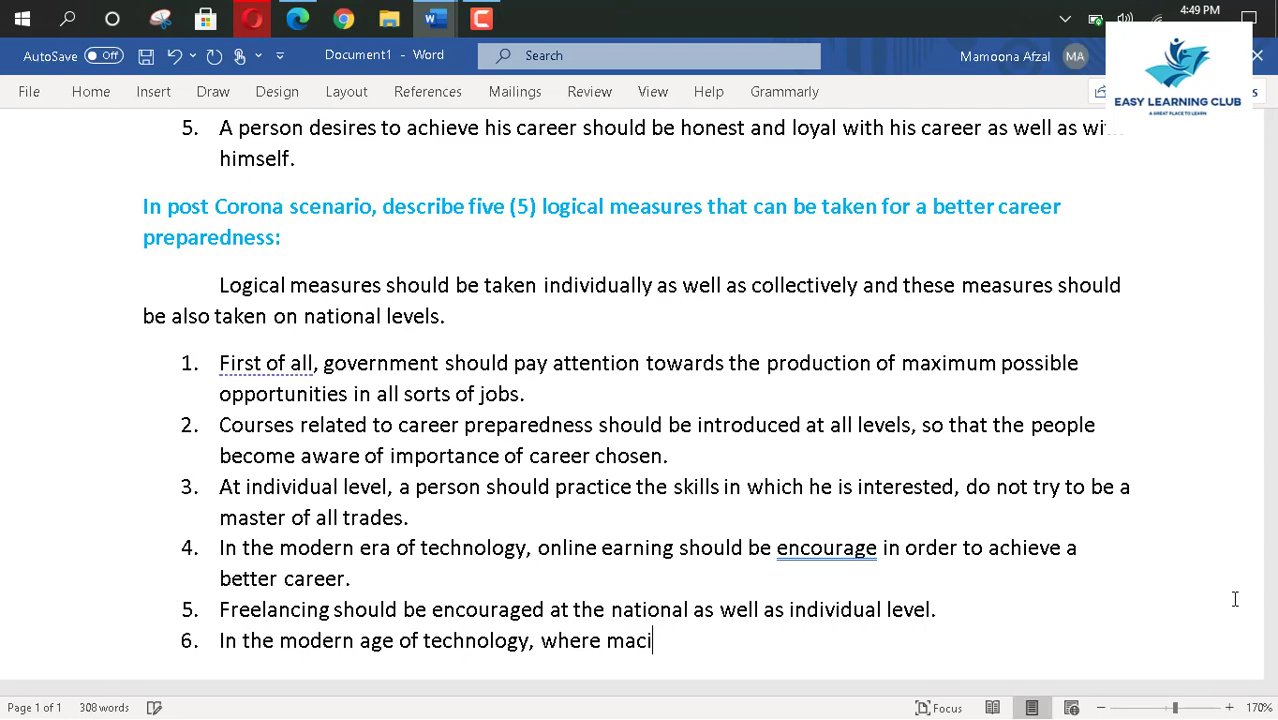 4:49 PM
AutoSave Off
Document1 - Word
Search
Mamoona Afzal MA
File Home Insert Draw Design Layout References Mailings Review View Help Grammarly
EASY LEARNING CLUB
A GREAT PLACE TO LEARN
5. A person desires to achieve his career should be honest and loyal with his career as well as with
himself.
In post Corona scenario, describe five (5) logical measures that can be taken for a better career
preparedness:
Logical measures should be taken individually as well as collectively and these measures should
be also taken on national levels.
1. First of all, government should pay attention towards the production of maximum possible
opportunities in all sorts of jobs.
2. Courses related to career preparedness should be introduced at all levels, so that the people
become aware of importance of career chosen.
3. At individual level, a person should practice the skills in which he is interested, do not try to be a
master of all trades.
4. In the modern era of technology, online earning should be encourage in order to achieve a
better career.
5. Freelancing should be encouraged at the national as well as individual level.
6. In the modern age of technology, where maci
Page 1 of 1 308 words Focus 170%